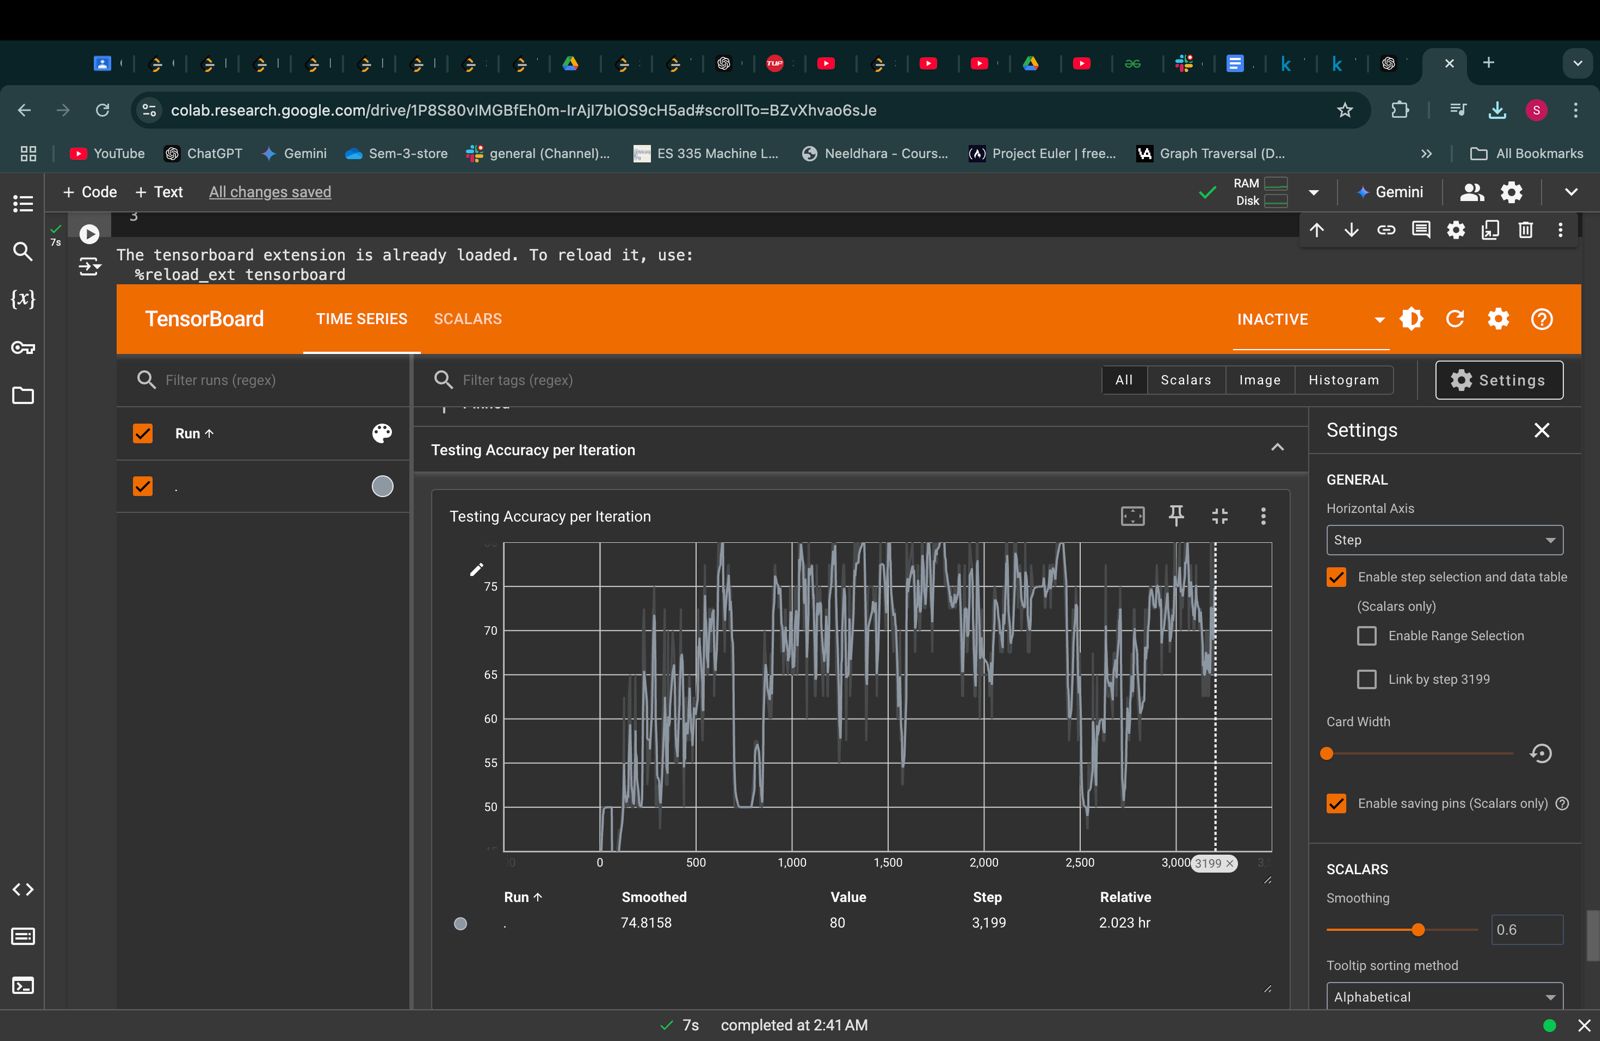 colab.research.google.com/drive/1P8S80vlMGBfEh0m-IrAjI7bIOS9cH5ad#scrollTo=BZvXhvao6sJe
S
YouTube
ChatGPT
Gemini
Sem-3-store
general (Channel)...
ES 335 Machine L...
Neeldhara - Cours...
Project Euler | free...
Graph Traversal (D...
All Bookmarks
+ Code
+ Text
All changes saved
RAM
Disk
Gemini
7s
3
The tensorboard extension is already loaded. To reload it, use:
%reload_ext tensorboard
TensorBoard
TIME SERIES
SCALARS
INACTIVE
Filter runs (regex)
Filter tags (regex)
All
Scalars
Image
Histogram
Settings
Run
.
Testing Accuracy per Iteration
Testing Accuracy per Iteration
75
70
65
60
55
50
0
500
1,000
1,500
2,000
2,500
3,000
3199
Run
Smoothed
Value
Step
Relative
.
74.8158
80
3,199
2.023 hr
Settings
GENERAL
Horizontal Axis
Step
Enable step selection and data table
(Scalars only)
Enable Range Selection
Link by step 3199
Card Width
Enable saving pins (Scalars only)
SCALARS
Smoothing
0.6
Tooltip sorting method
Alphabetical
7s completed at 2:41 AM